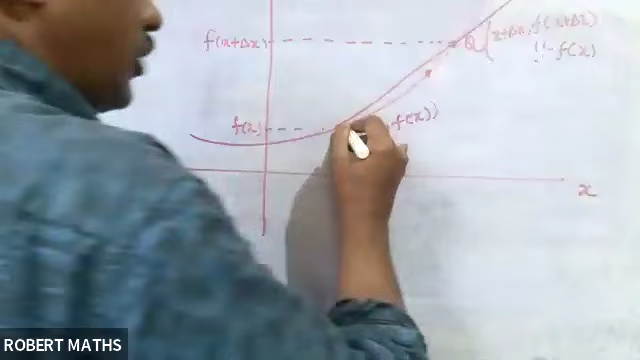 f(x+Δx)
Q(x+Δx, f(x+Δx)
f(x)
f(x)
f(x))
x
ROBERT MATHS